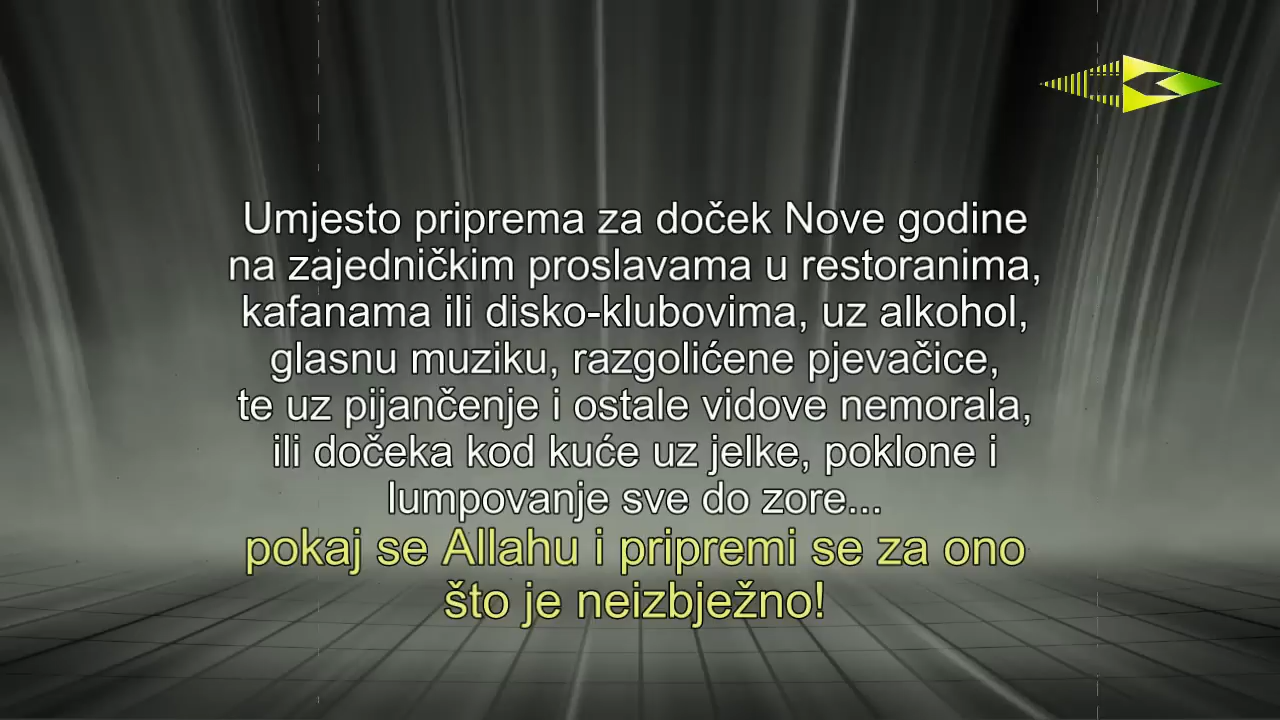 Umjesto priprema za doček Nove godine
na zajedničkim proslavama u restoranima,
kafanama ili disko-klubovima, uz alkohol,
glasnu muziku, razgolićene pjevačice,
te uz pijančenje i ostale vidove nemorala,
ili dočeka kod kuće uz jelke, poklone i
lumpovanje sve do zore...
pokaj se Allahu i pripremi se za ono
što je neizbježno!